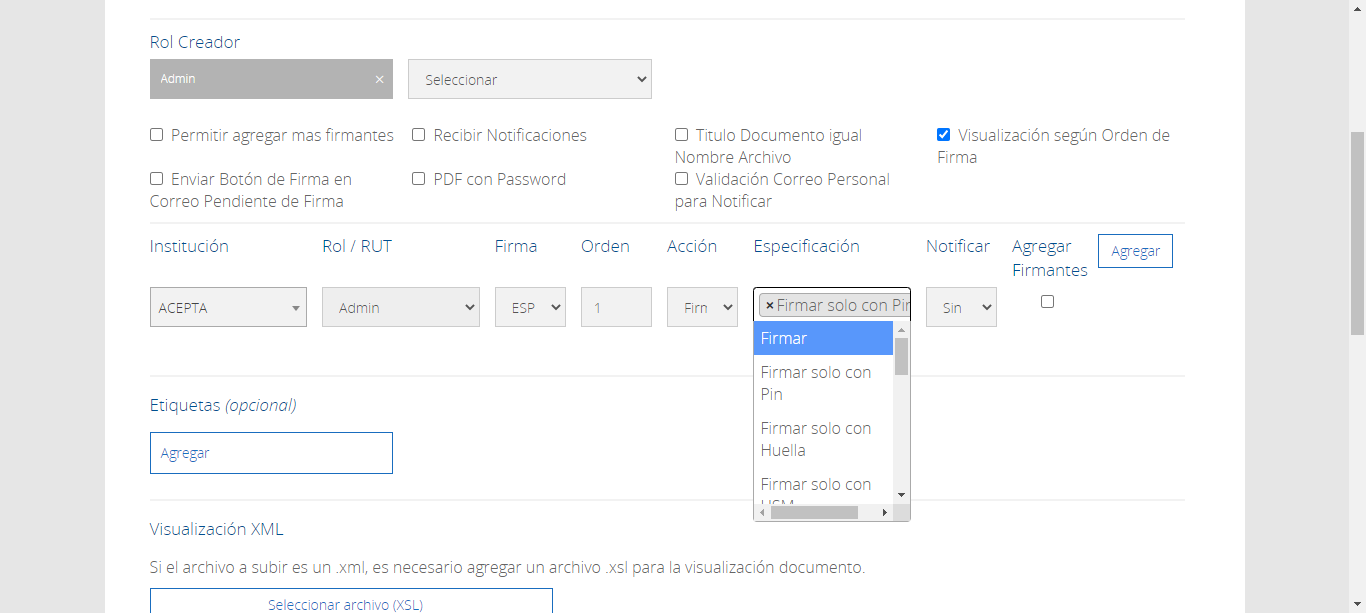 Rol Creador
Admin ×
Seleccionar
Permitir agregar mas firmantes
Recibir Notificaciones
Titulo Documento igual
Nombre Archivo
Visualización según Orden de
Firma
Enviar Botón de Firma en
Correo Pendiente de Firma
PDF con Password
Validación Correo Personal
para Notificar
Institución
Rol / RUT
Firma
Orden
Acción
Especificación
Notificar
Agregar
Firmantes
Agregar
ACEPTA
Admin
ESP
1
Firn
× Firmar solo con Pin
Sin
Firmar
Firmar solo con
Pin
Firmar solo con
Huella
Firmar solo con
HSM
Etiquetas (opcional)
Agregar
Visualización XML
Si el archivo a subir es un .xml, es necesario agregar un archivo .xsl para la visualización documento.
Seleccionar archivo (XSL)